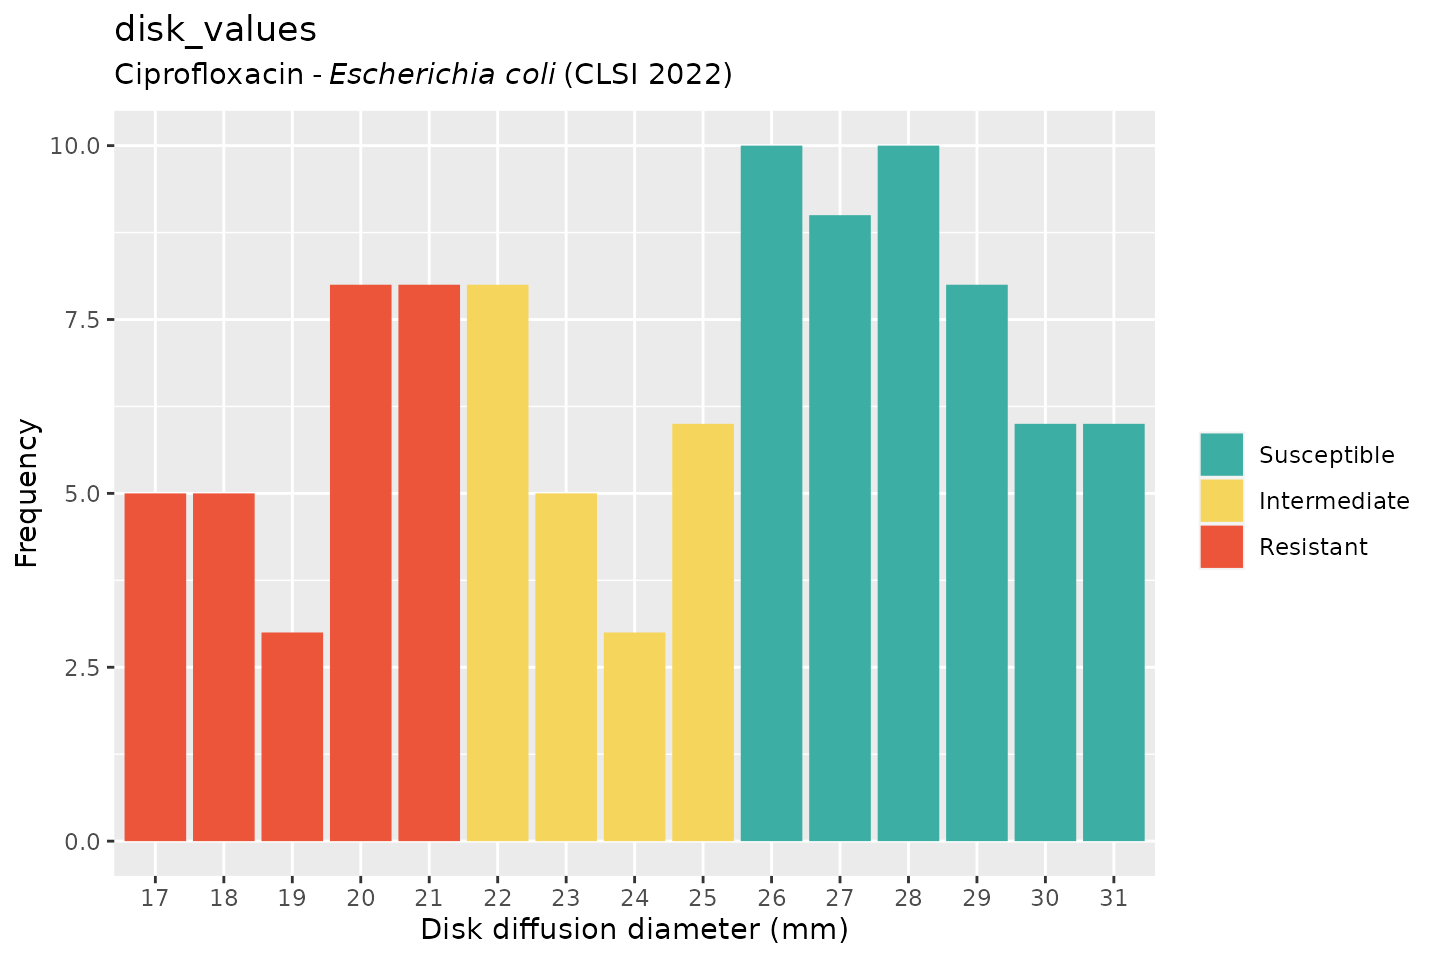 disk_values
Ciprofloxacin - Escherichia coli (CLSI 2022)
Frequency
10.0
7.5
5.0
2.5
0.0
17 18 19 20 21 22 23 24 25 26 27 28 29 30 31
Disk diffusion diameter (mm)
Susceptible
Intermediate
Resistant